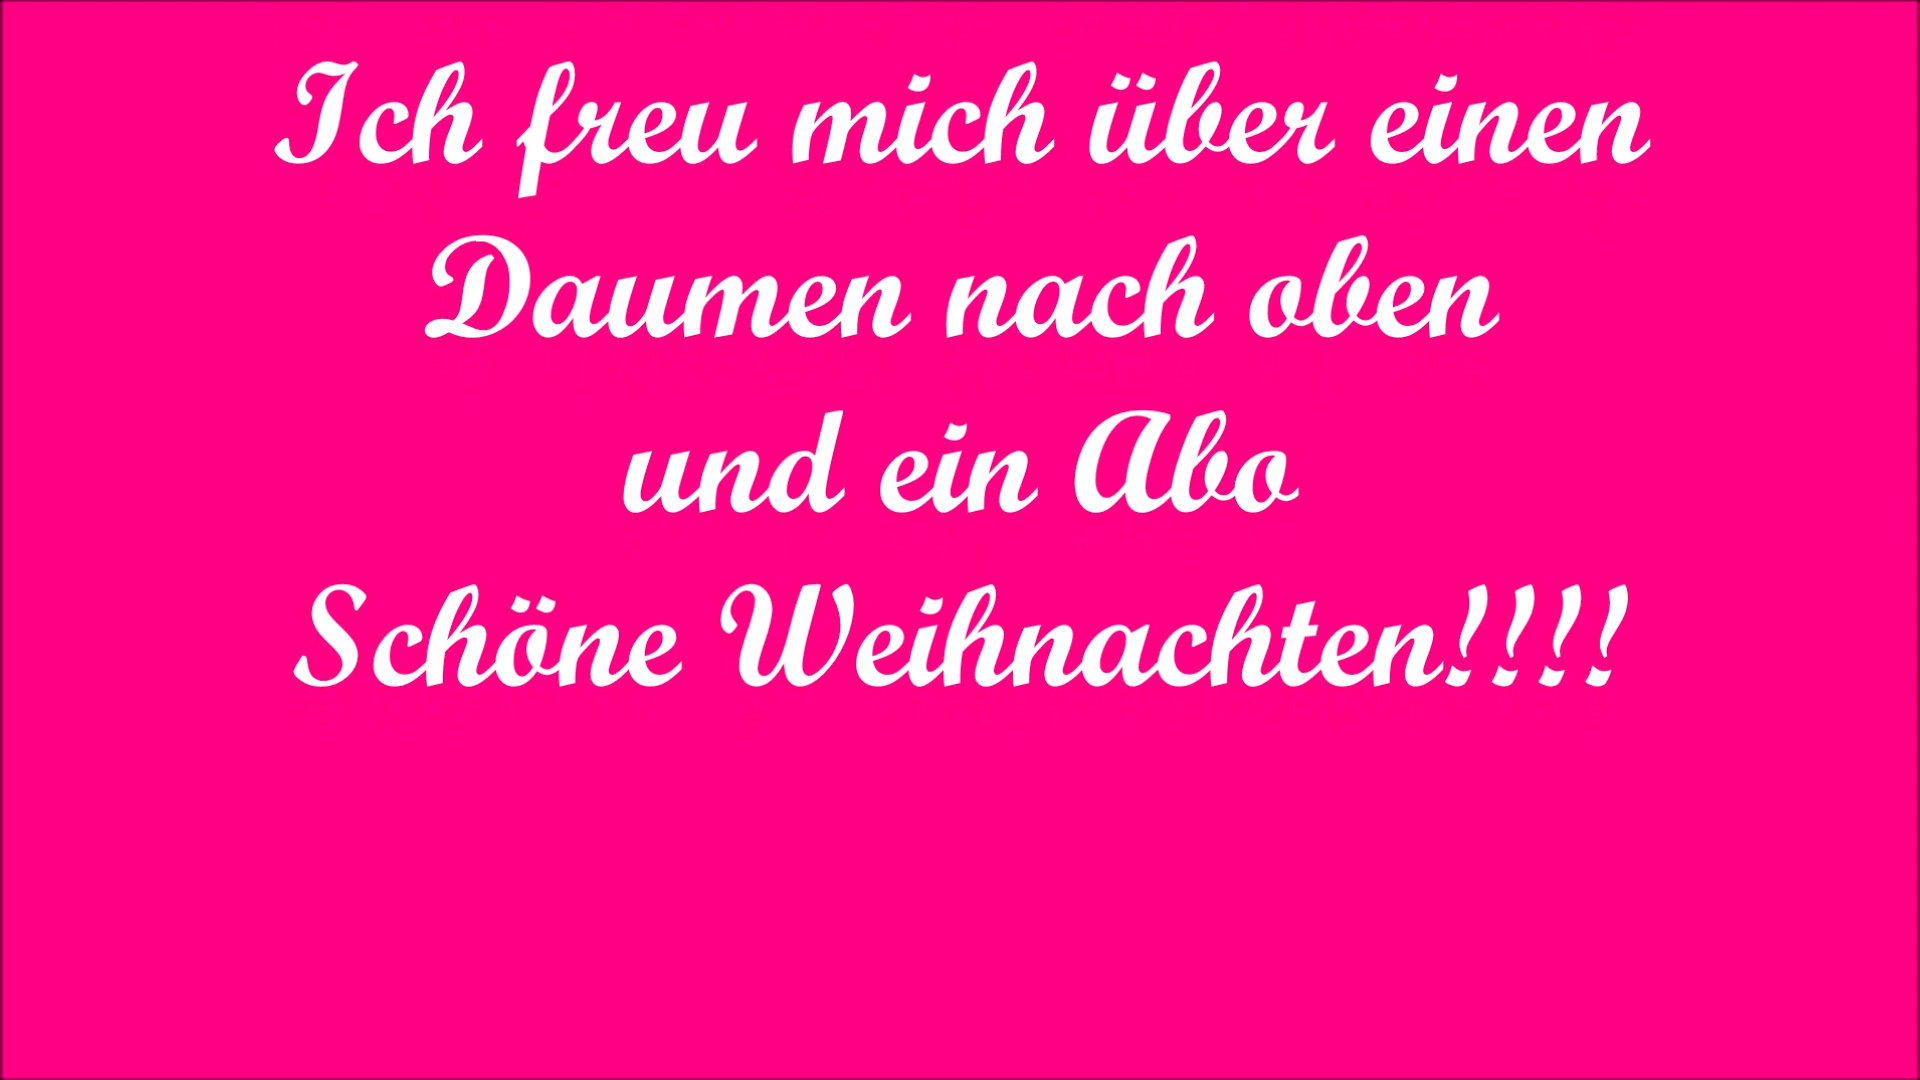 Ich freu mich über einen
Daumen nach oben
und ein Abo
Schöne Weihnachten!!!!